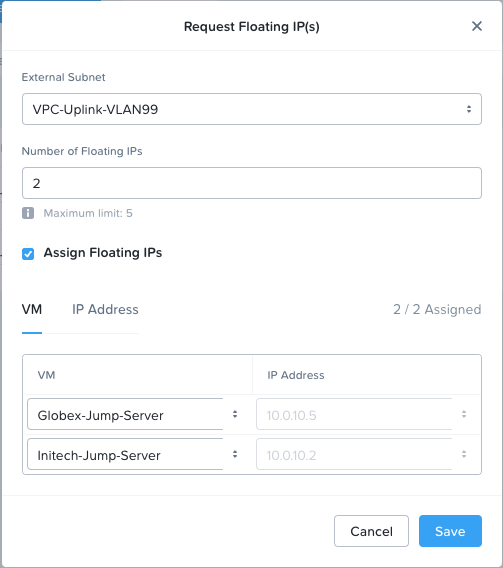 Request Floating IP(s)
External Subnet
VPC-Uplink-VLAN99
Number of Floating IPs
2
Maximum limit: 5
Assign Floating IPs
VM IP Address 2 / 2 Assigned
VM IP Address
Globex-Jump-Server 10.0.10.5
Initech-Jump-Server 10.0.10.2
Cancel Save